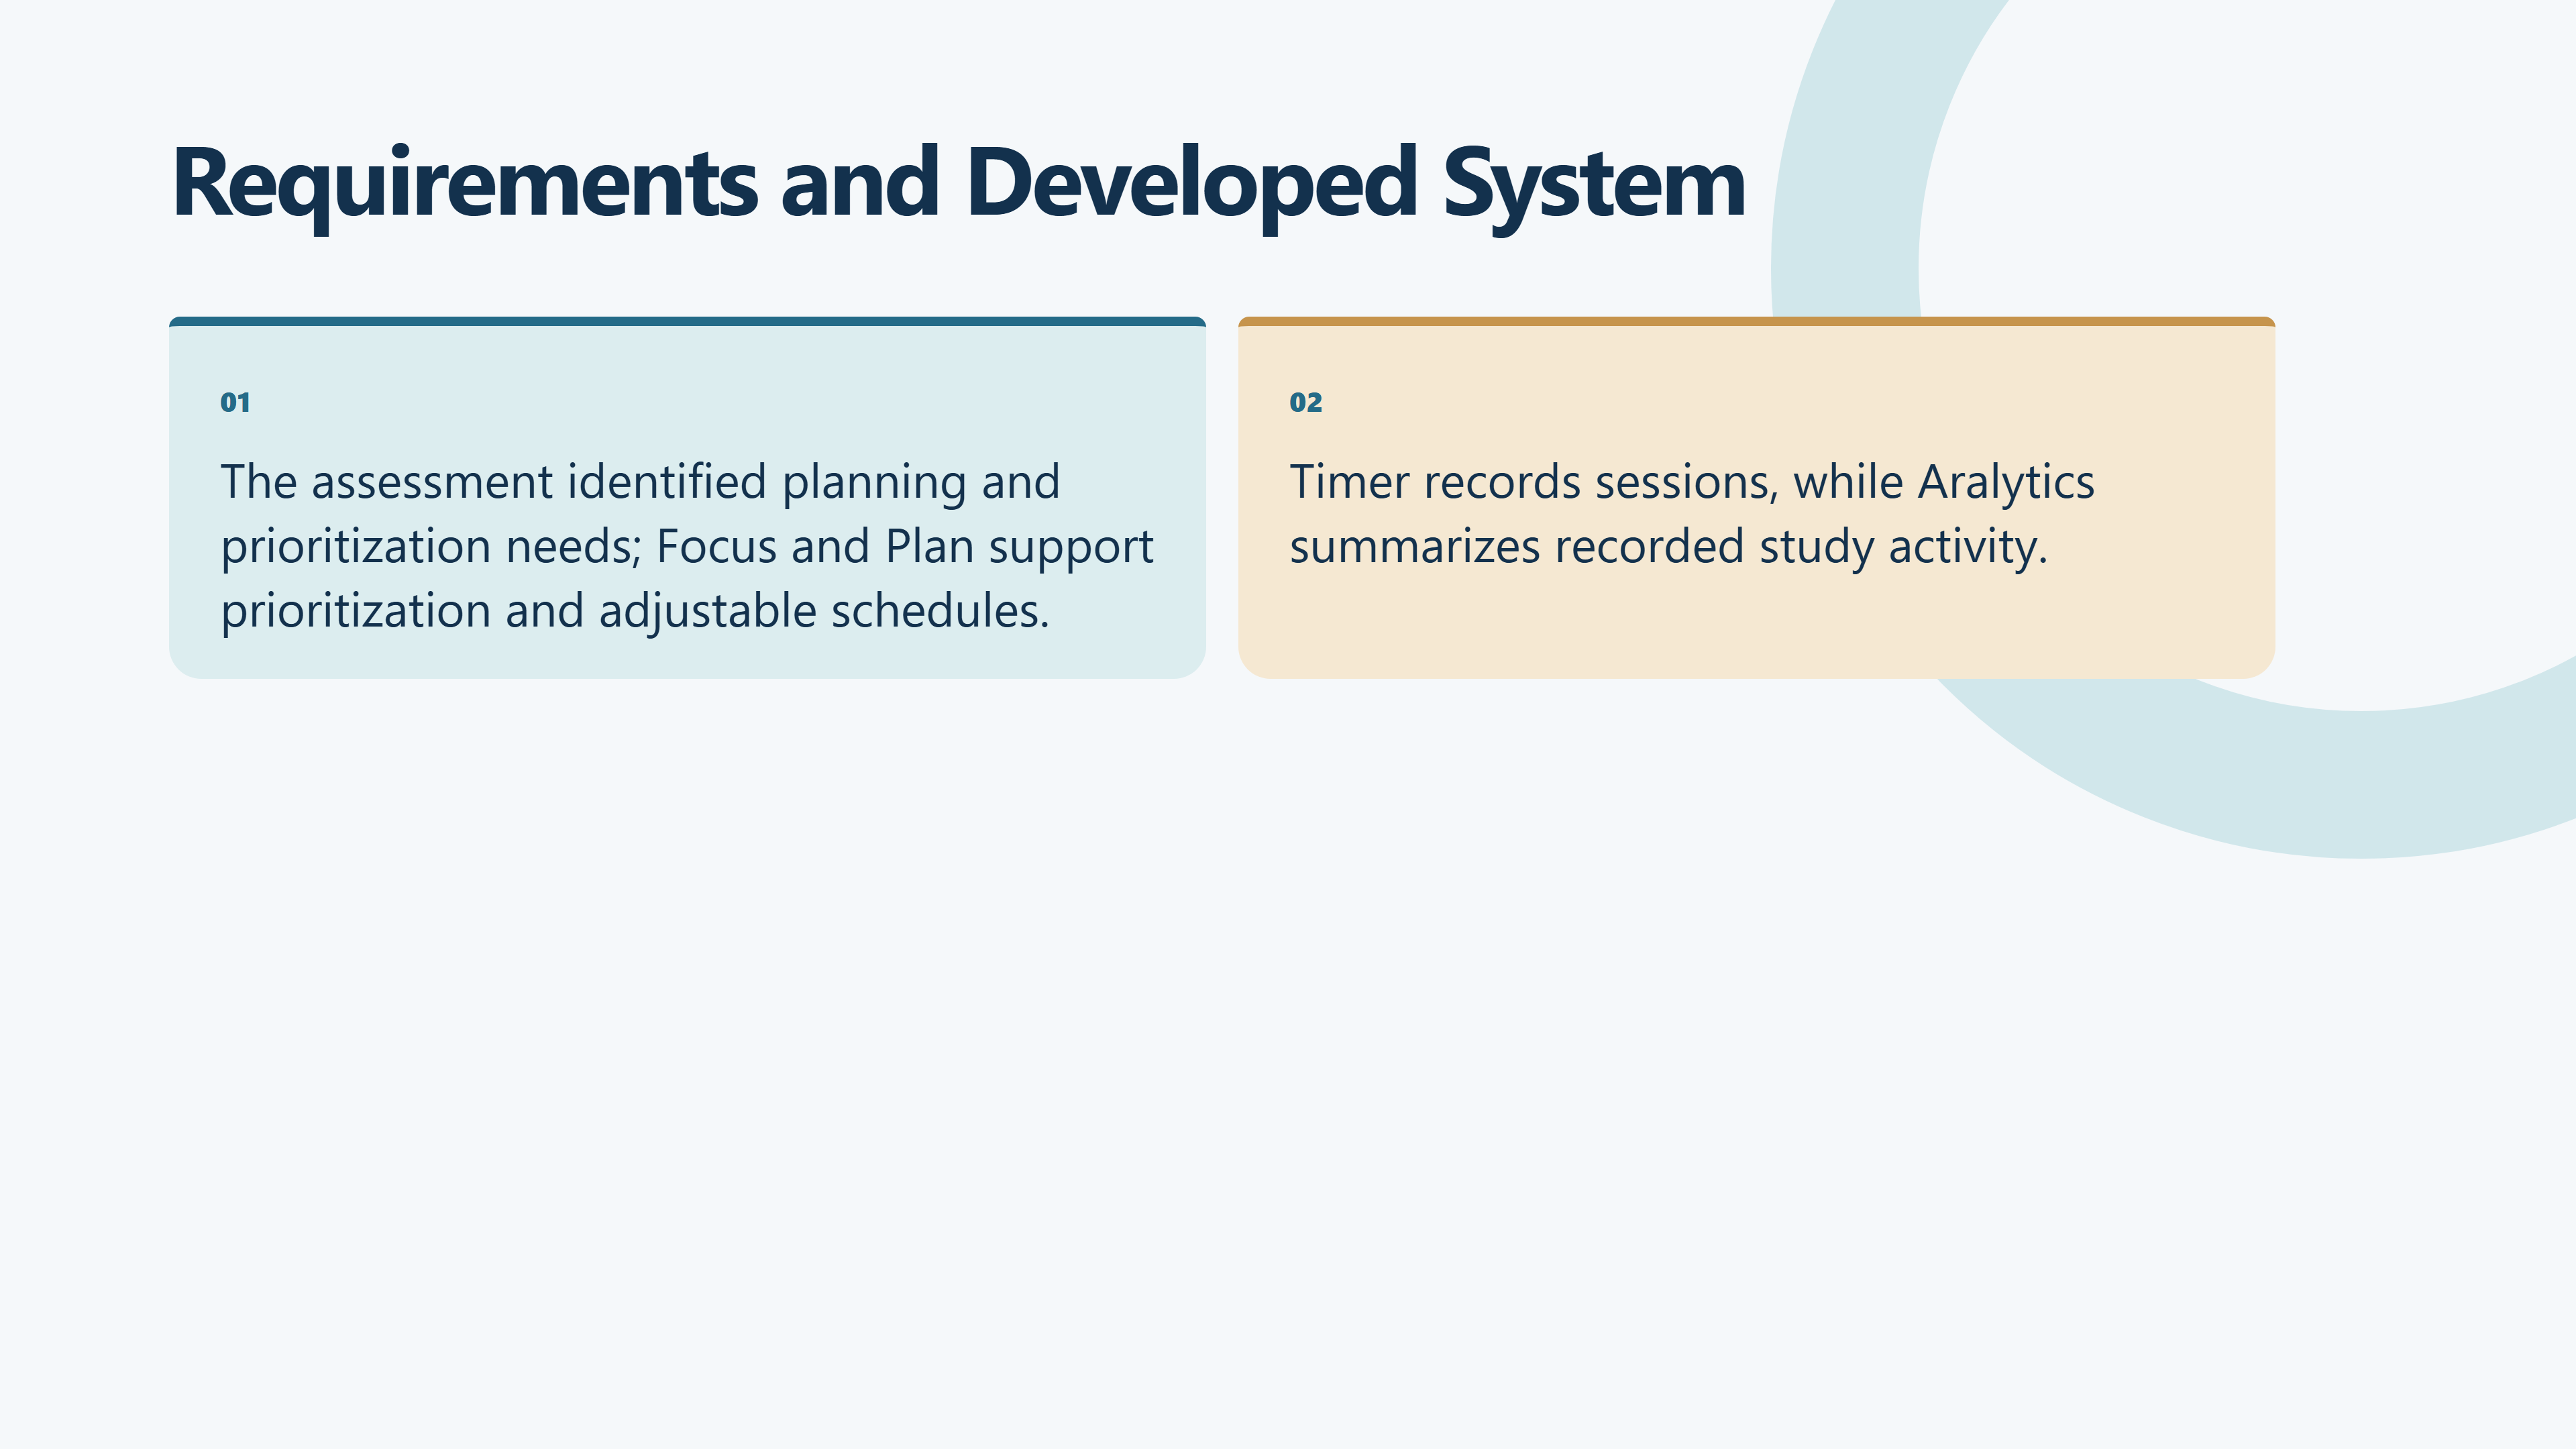 Requirements and Developed System
01
The assessment identified planning and
prioritization needs; Focus and Plan support
prioritization and adjustable schedules.
02
Timer records sessions, while Aralytics
summarizes recorded study activity.